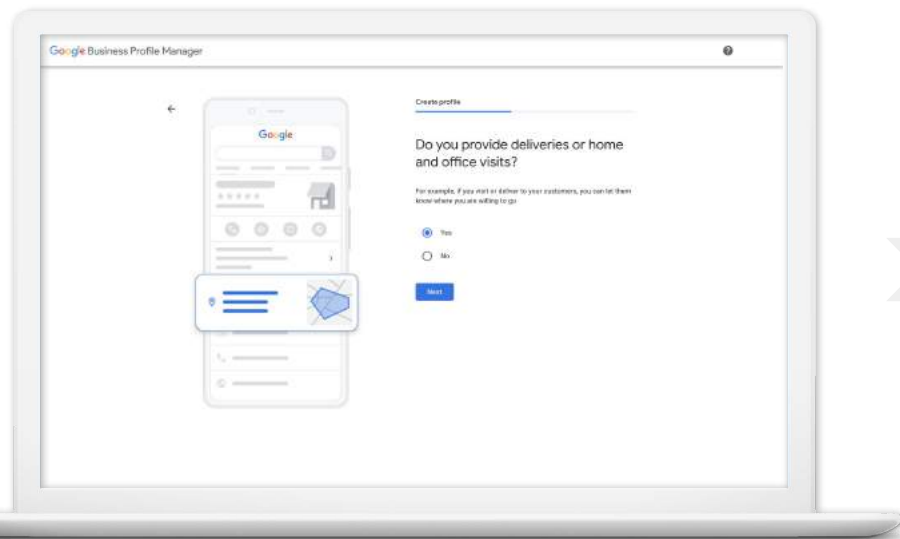 Google Business Profile Manager
Create profile
Google
Do you provide deliveries or home
and office visits?
For example, if you visit or deliver to your customers, you can let them
know where you are willing to go
Yes
No
Next